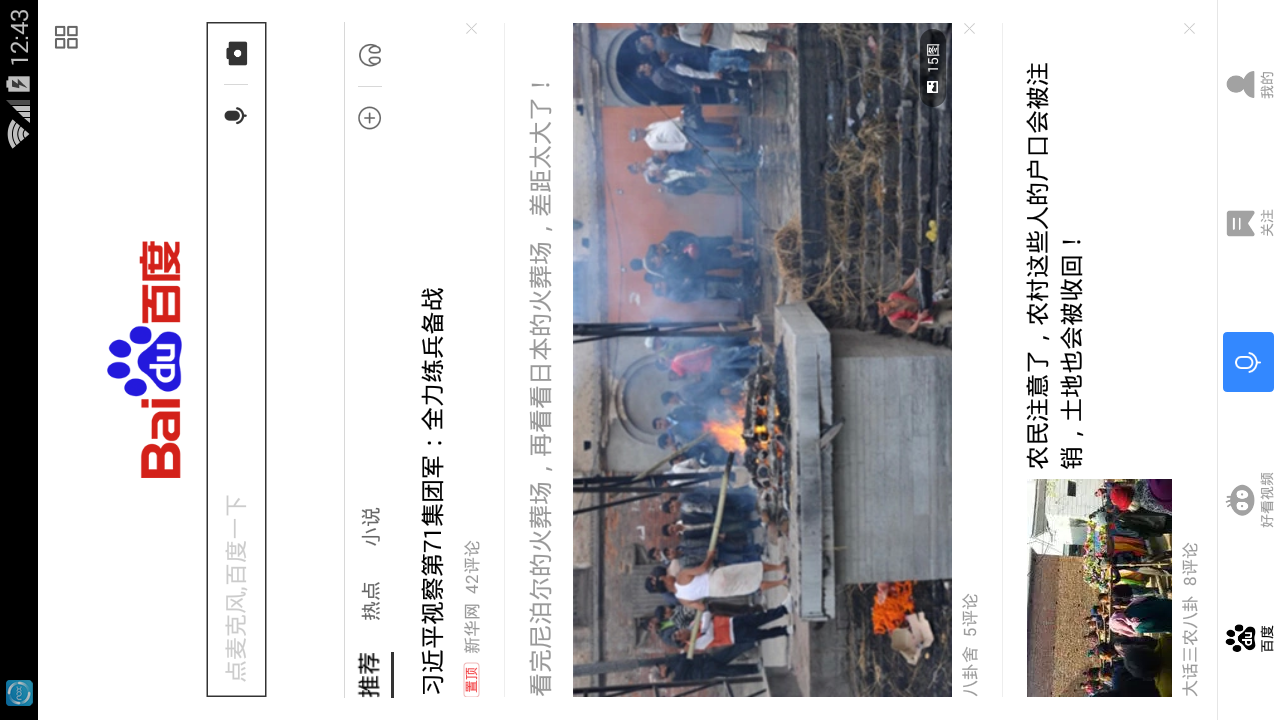 12:43
Bai du 百度
点麦克风,百度一下
推荐 热点 小说
习近平视察第71集团军：全力练兵备战
置顶 新华网 42评论
看完尼泊尔的火葬场，再看看日本的火葬场，差距太大了！
15图
八卦舍 5评论
农民注意了，农村这些人的户口会被注
销，土地也会被收回！
大话三农八卦 8评论
百度 好看视频 关注 我的